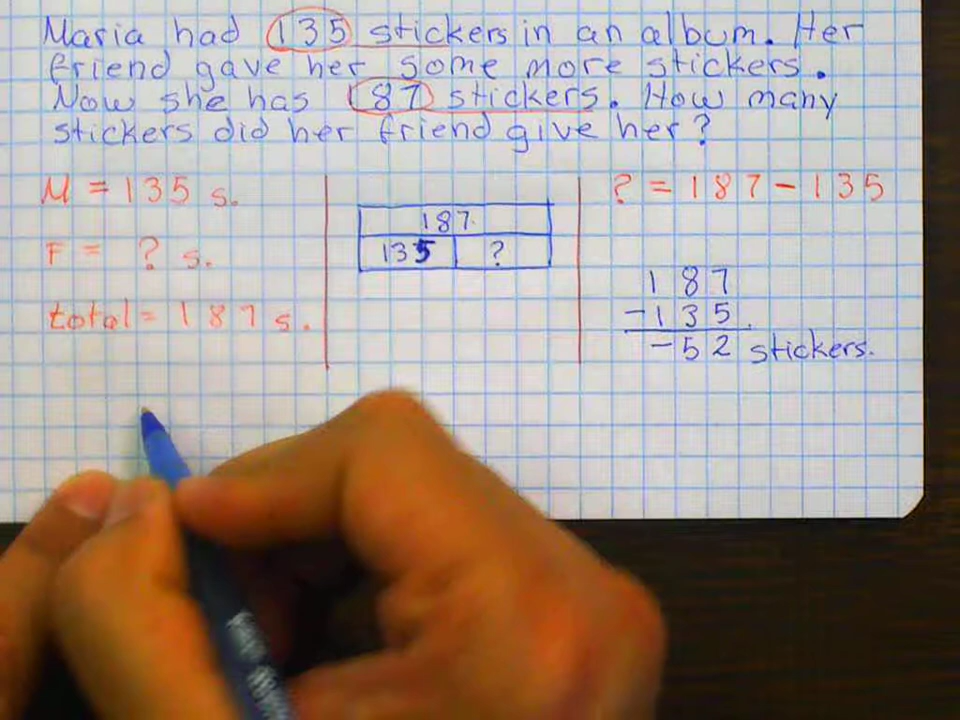 Maria had 135 stickers in an album. Her
friend gave her some more stickers.
Now she has 187 stickers. How many
stickers did her friend give her?
M = 135 s.
F = ? s.
total = 187 s.
187
135 ?
? = 187 - 135
187
-135
-52 stickers.